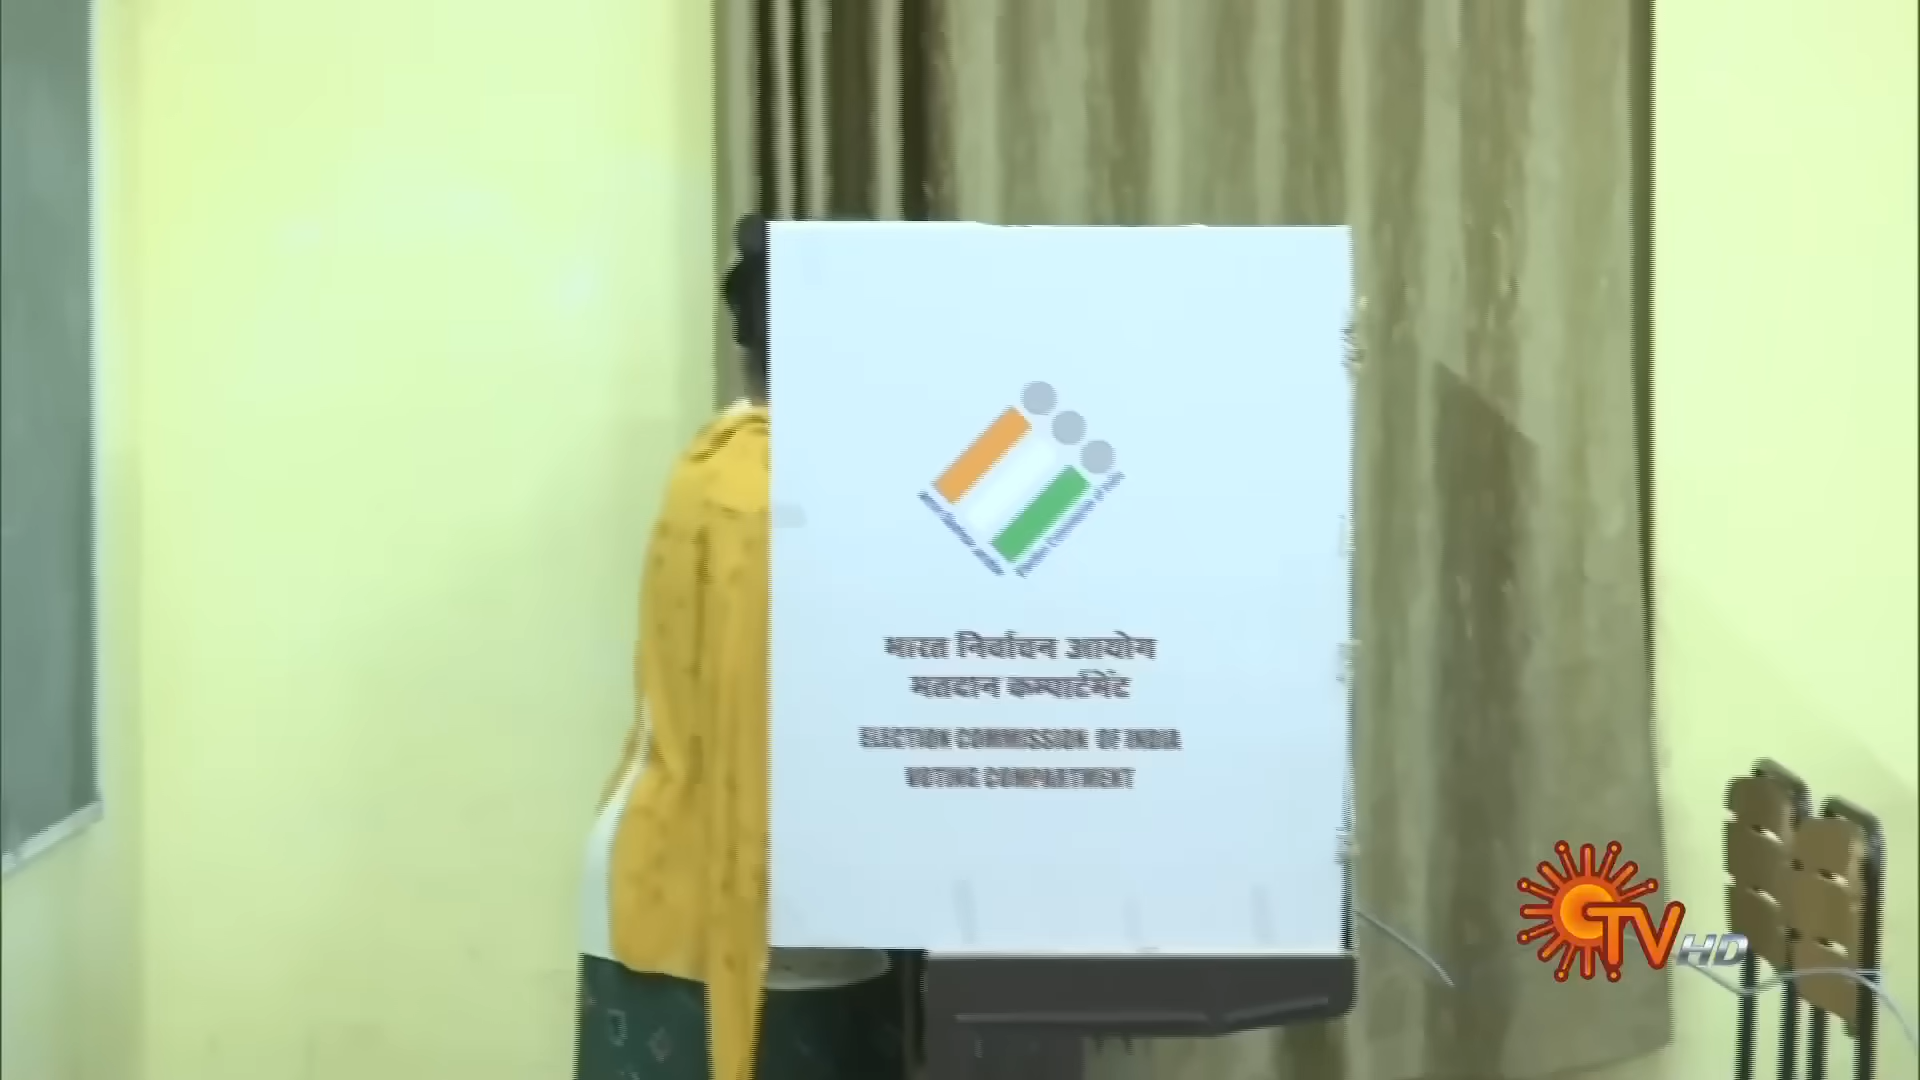 भारत निर्वाचन आयोग
मतदान कम्पार्टमेंट
ELECTION COMMISSION OF INDIA
VOTING COMPARTMENT
TV HD